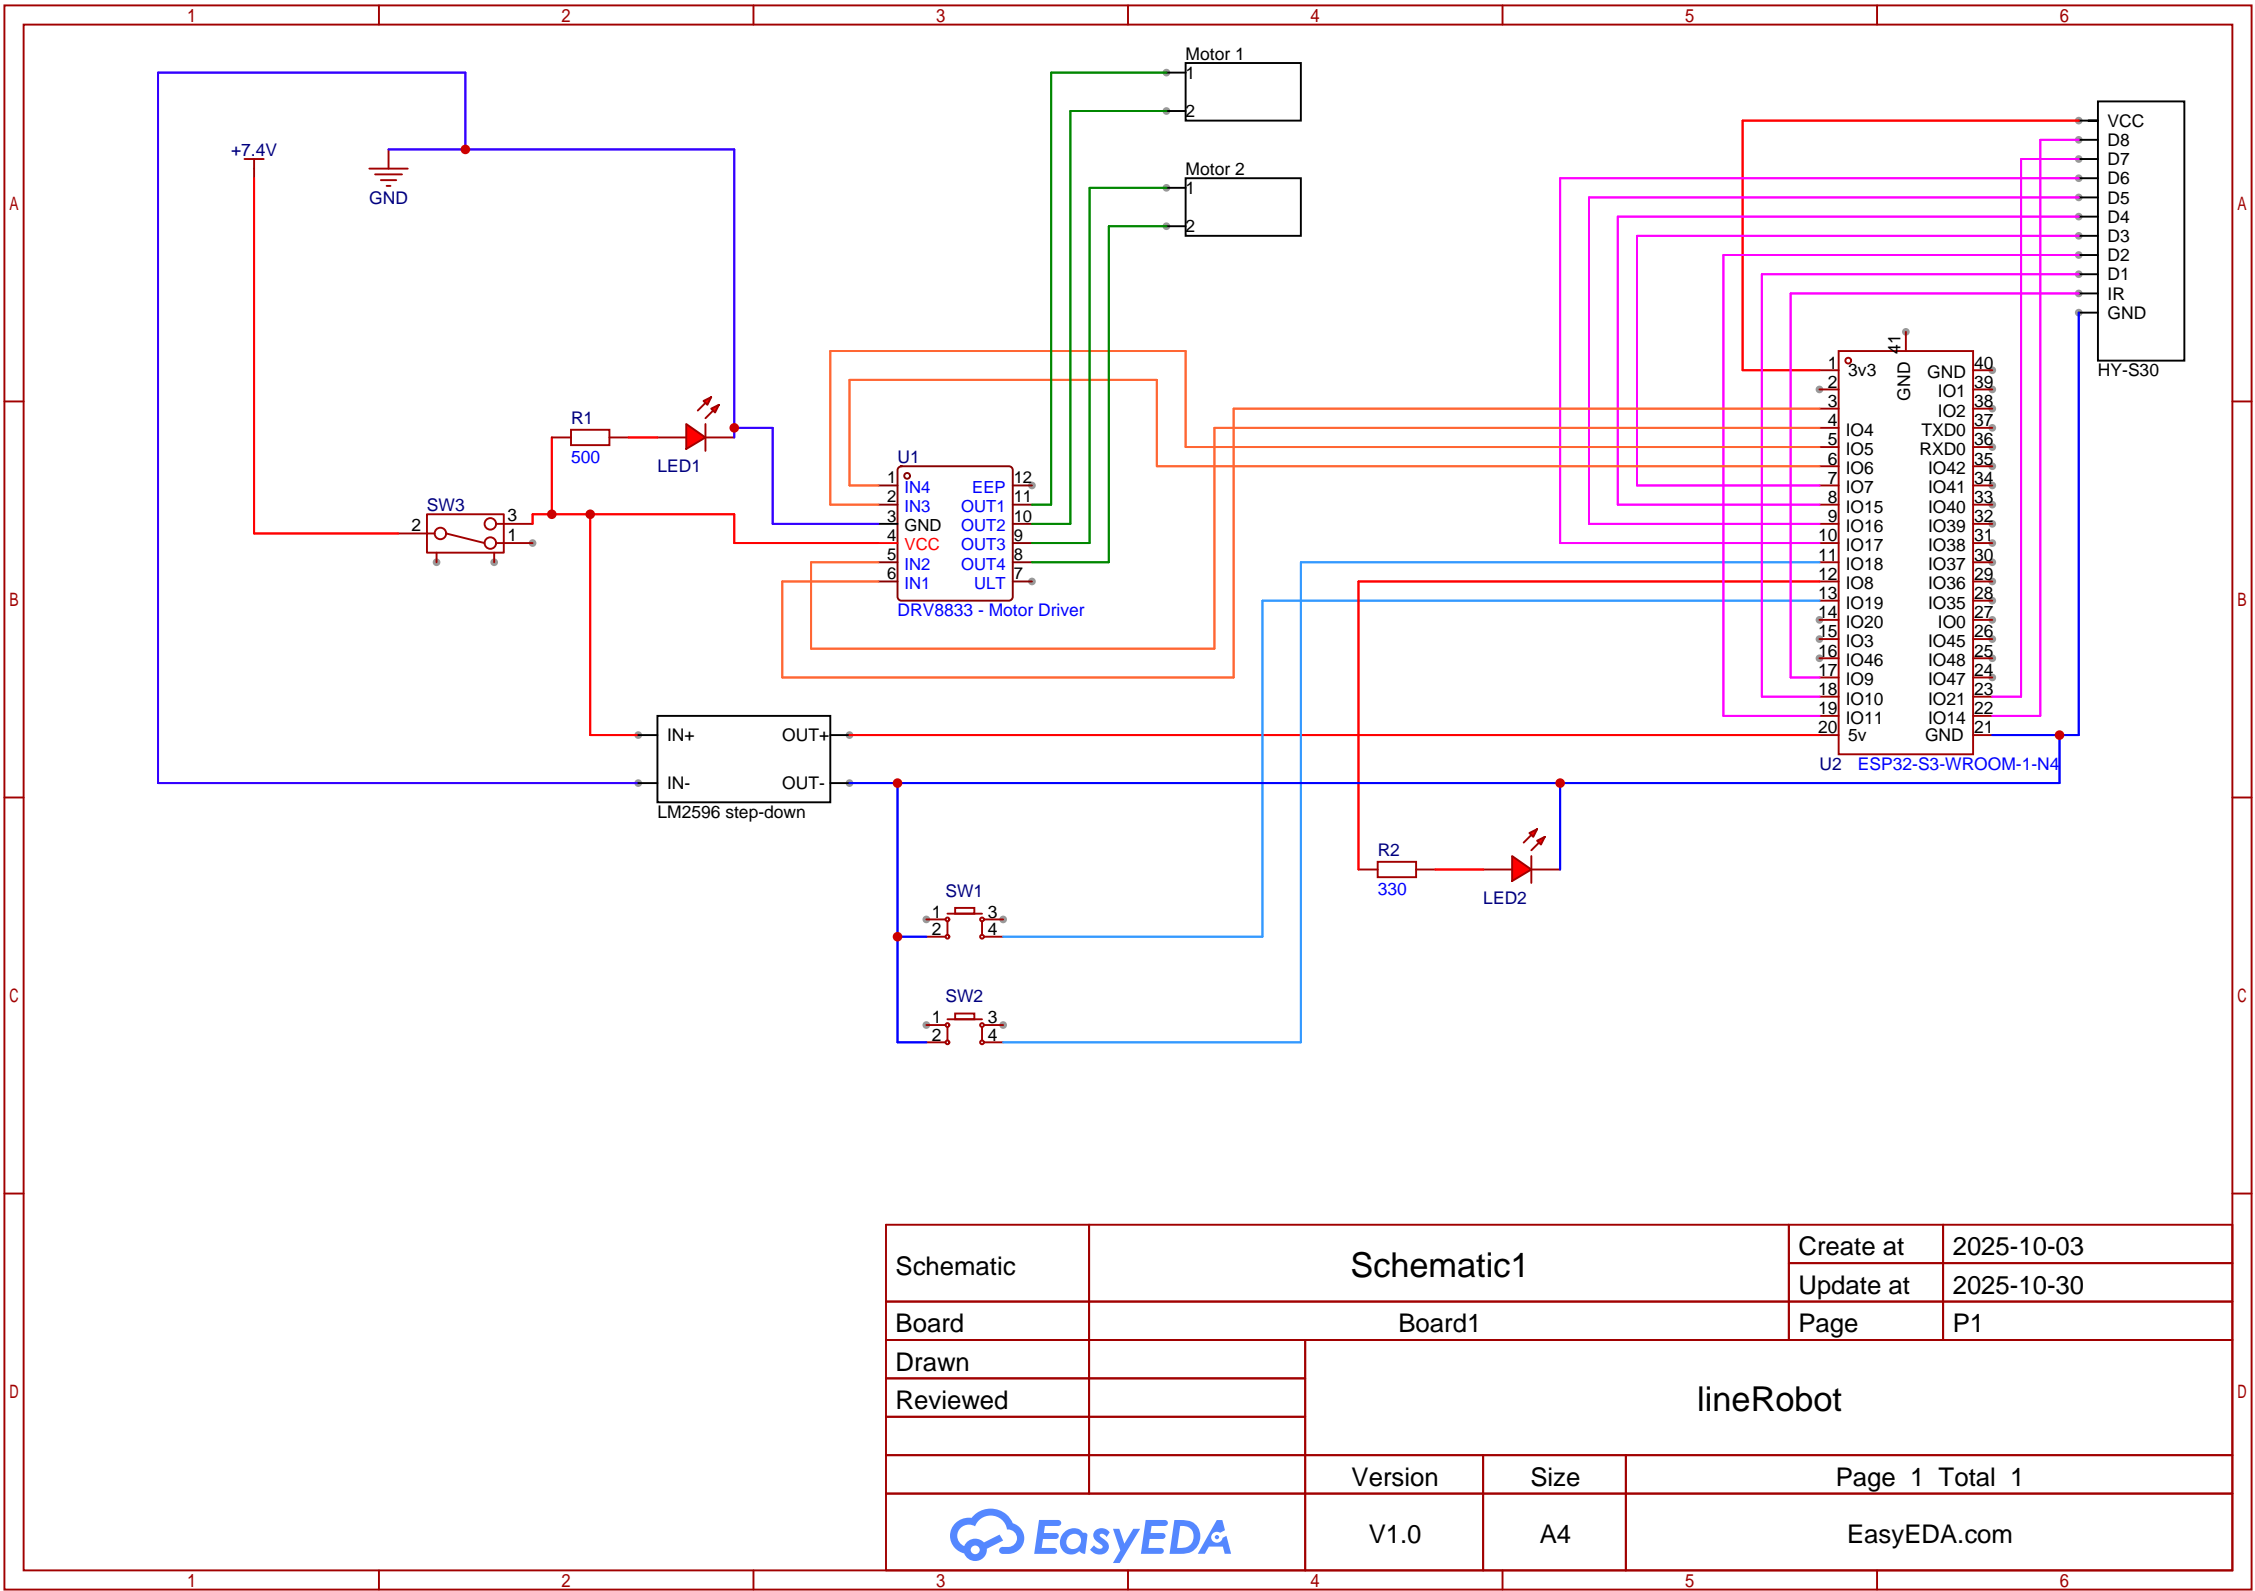 1 2 3 4 5 6
A A
B B
C C
D D
+7.4V
GND
Motor 1
1
2
Motor 2
1
2
VCC
D8
D7
D6
D5
D4
D3
D2
D1
IR
GND
HY-S30
R1
500
LED1
SW3
2
3
1
U1
1 IN4
2 IN3
3 GND
4 VCC
5 IN2
6 IN1
EEP 12
OUT1 11
OUT2 10
OUT3 9
OUT4 8
ULT 7
DRV8833 - Motor Driver
41
GND
1 3v3
2
3
4 IO4
5 IO5
6 IO6
7 IO7
8 IO15
9 IO16
10 IO17
11 IO18
12 IO8
13 IO19
14 IO20
15 IO3
16 IO46
17 IO9
18 IO10
19 IO11
20 5v
GND 40
IO1 39
IO2 38
TXD0 37
RXD0 36
IO42 35
IO41 34
IO40 33
IO39 32
IO38 31
IO37 30
IO36 29
IO35 28
IO0 27
IO45 26
IO48 25
IO47 24
IO21 23
IO14 22
GND 21
U2 ESP32-S3-WROOM-1-N4
IN+ OUT+
IN- OUT-
LM2596 step-down
R2
330
LED2
SW1
1 3
2 4
SW2
1 3
2 4
Schematic Schematic1
Create at 2025-10-03
Update at 2025-10-30
Board Board1 Page P1
Drawn
Reviewed
lineRobot
Version Size Page 1 Total 1
EasyEDA V1.0 A4 EasyEDA.com
1 2 3 4 5 6